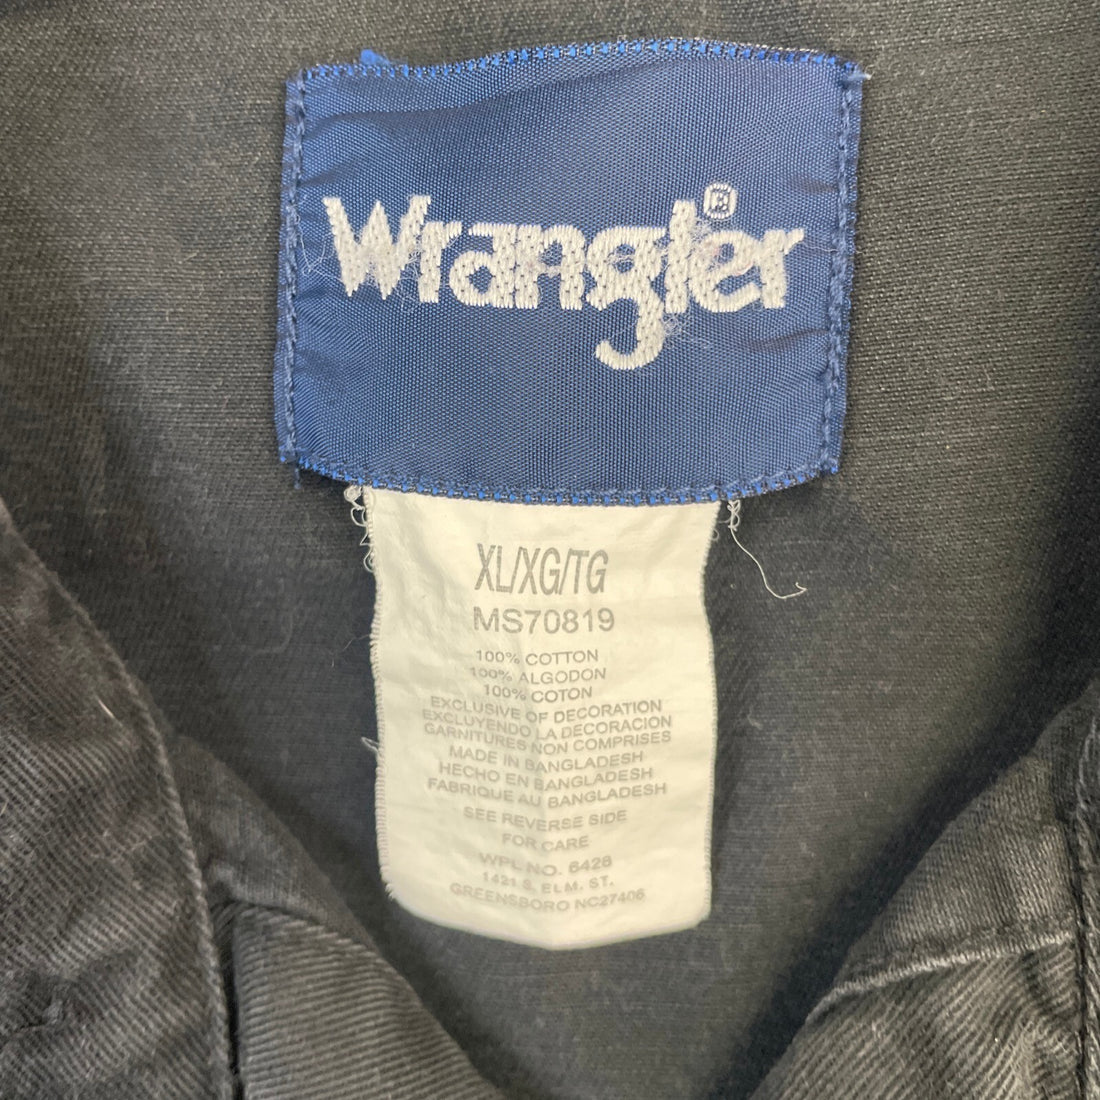 Wrangler®
XL/XG/TG
MS70819
100% COTTON
100% ALGODON
100% COTON
EXCLUSIVE OF DECORATION
EXCLUYENDO LA DECORACION
GARNITURES NON COMPRISES
MADE IN BANGLADESH
HECHO EN BANGLADESH
FABRIQUE AU BANGLADESH
SEE REVERSE SIDE
FOR CARE
WPL NO. 6428
1421 S. ELM. ST.
GREENSBORO NC27406